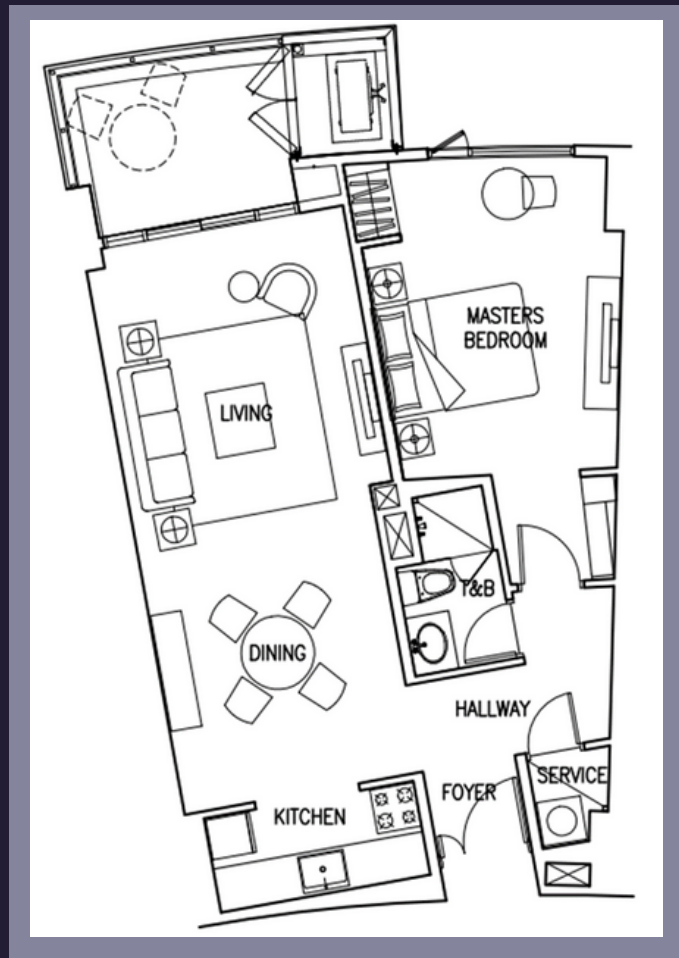 MASTERS
BEDROOM
LIVING
T&B
DINING
HALLWAY
SERVICE
FOYER
KITCHEN